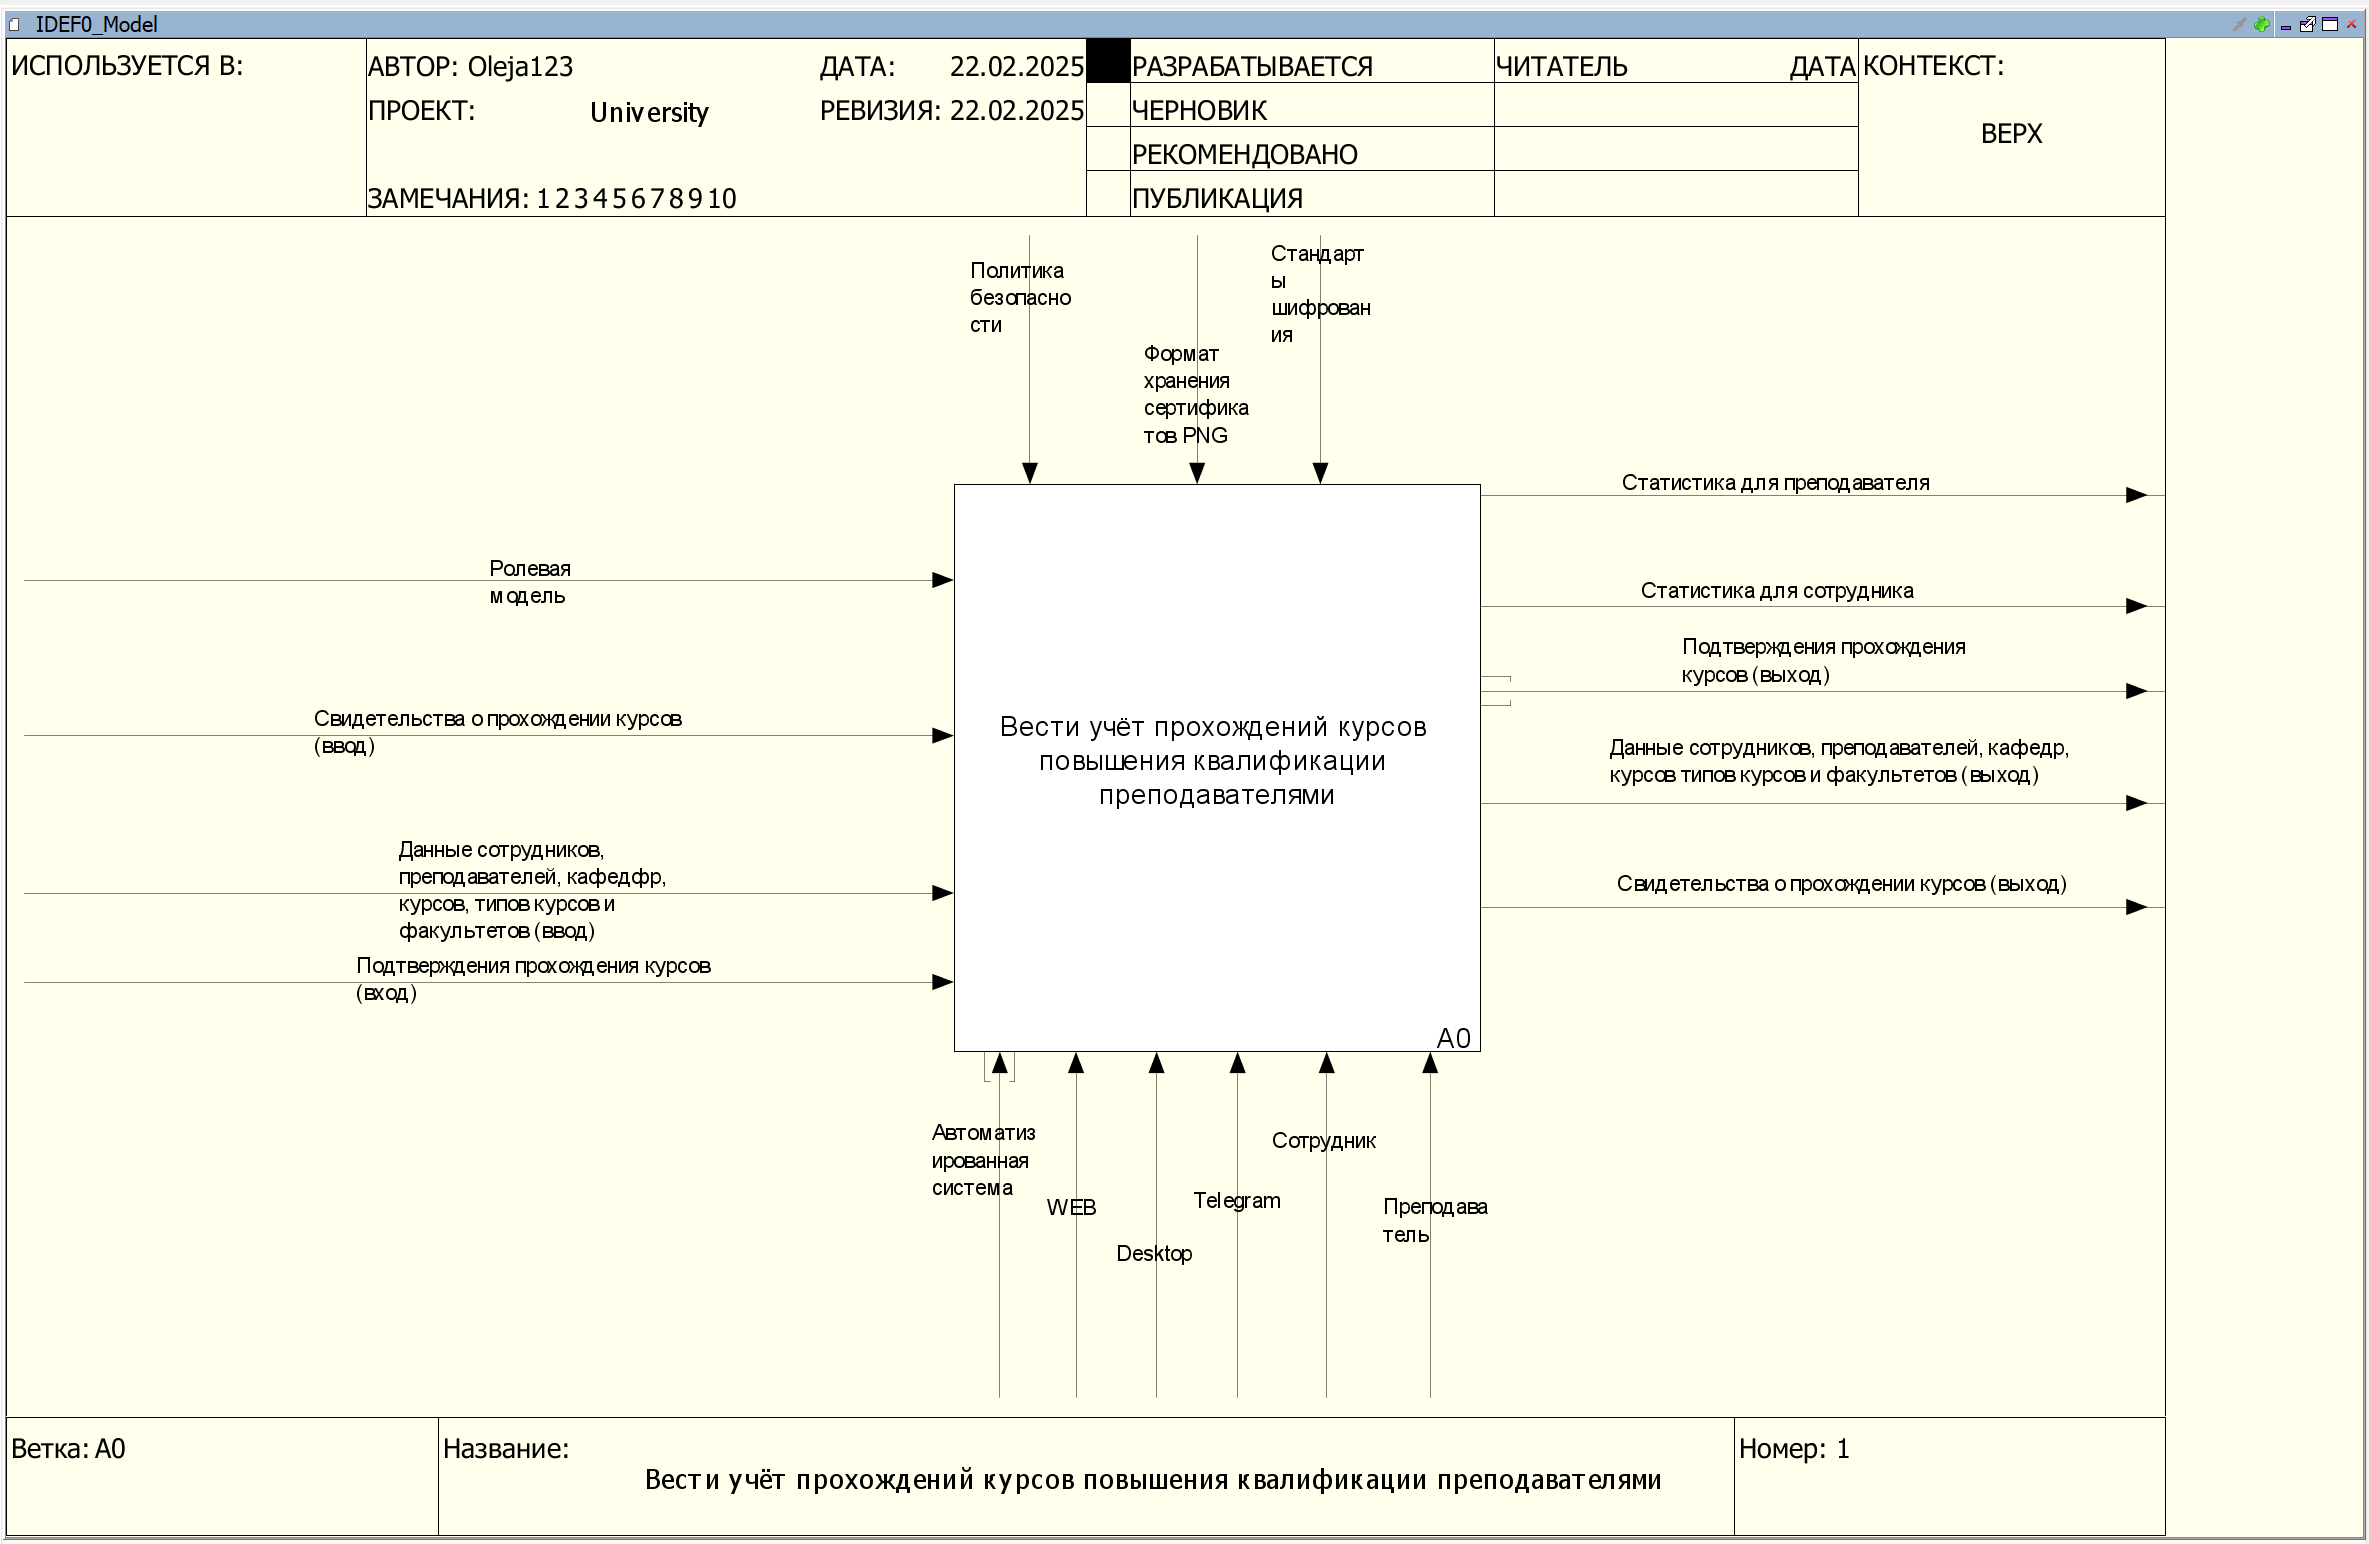 IDEF0_Model
ИСПОЛЬЗУЕТСЯ В:
АВТОР: Oleja123
ДАТА: 22.02.2025
ПРОЕКТ: University
РЕВИЗИЯ: 22.02.2025
ЗАМЕЧАНИЯ: 1 2 3 4 5 6 7 8 9 10
РАЗРАБАТЫВАЕТСЯ
ЧЕРНОВИК
РЕКОМЕНДОВАНО
ПУБЛИКАЦИЯ
ЧИТАТЕЛЬ ДАТА
КОНТЕКСТ:
ВЕРХ
Политика
безопасно
сти
Формат
хранения
сертифика
тов PNG
Стандарт
ы
шифрован
ия
Ролевая
модель
Свидетельства о прохождении курсов
(ввод)
Данные сотрудников,
преподавателей, кафедфр,
курсов, типов курсов и
факультетов (ввод)
Подтверждения прохождения курсов
(вход)
Вести учёт прохождений курсов
повышения квалификации
преподавателями
A0
Статистика для преподавателя
Статистика для сотрудника
Подтверждения прохождения
курсов (выход)
Данные сотрудников, преподавателей, кафедр,
курсов типов курсов и факультетов (выход)
Свидетельства о прохождении курсов (выход)
Автоматиз
ированная
система
WEB
Desktop
Telegram
Сотрудник
Преподава
тель
Ветка: A0
Название:
Вести учёт прохождений курсов повышения квалификации преподавателями
Номер: 1